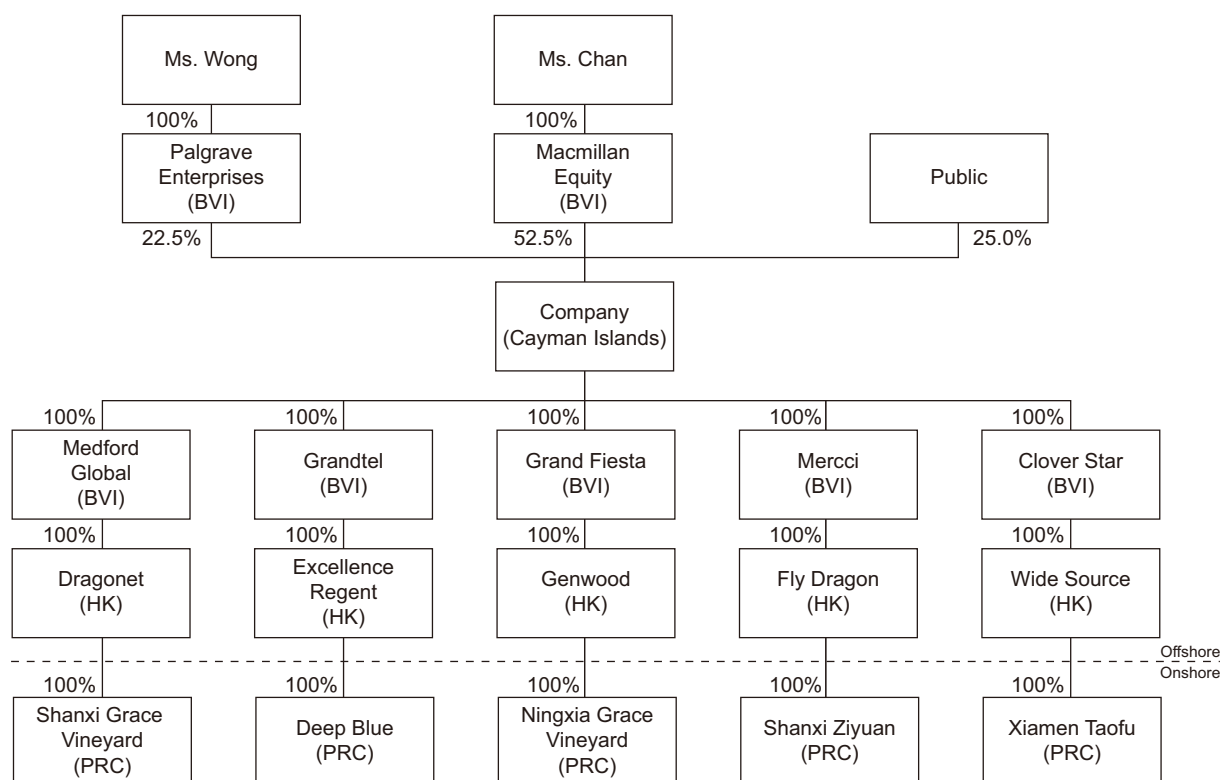 Ms. Wong
Ms. Chan
100%
100%
Palgrave
Enterprises
(BVI)
Macmillan
Equity
(BVI)
Public
22.5%
52.5%
25.0%
Company
(Cayman Islands)
100%
100%
100%
100%
100%
Medford
Global
(BVI)
Grandtel
(BVI)
Grand Fiesta
(BVI)
Mercci
(BVI)
Clover Star
(BVI)
100%
100%
100%
100%
100%
Dragonet
(HK)
Excellence
Regent
(HK)
Genwood
(HK)
Fly Dragon
(HK)
Wide Source
(HK)
Offshore
Onshore
100%
100%
100%
100%
100%
Shanxi Grace
Vineyard
(PRC)
Deep Blue
(PRC)
Ningxia Grace
Vineyard
(PRC)
Shanxi Ziyuan
(PRC)
Xiamen Taofu
(PRC)